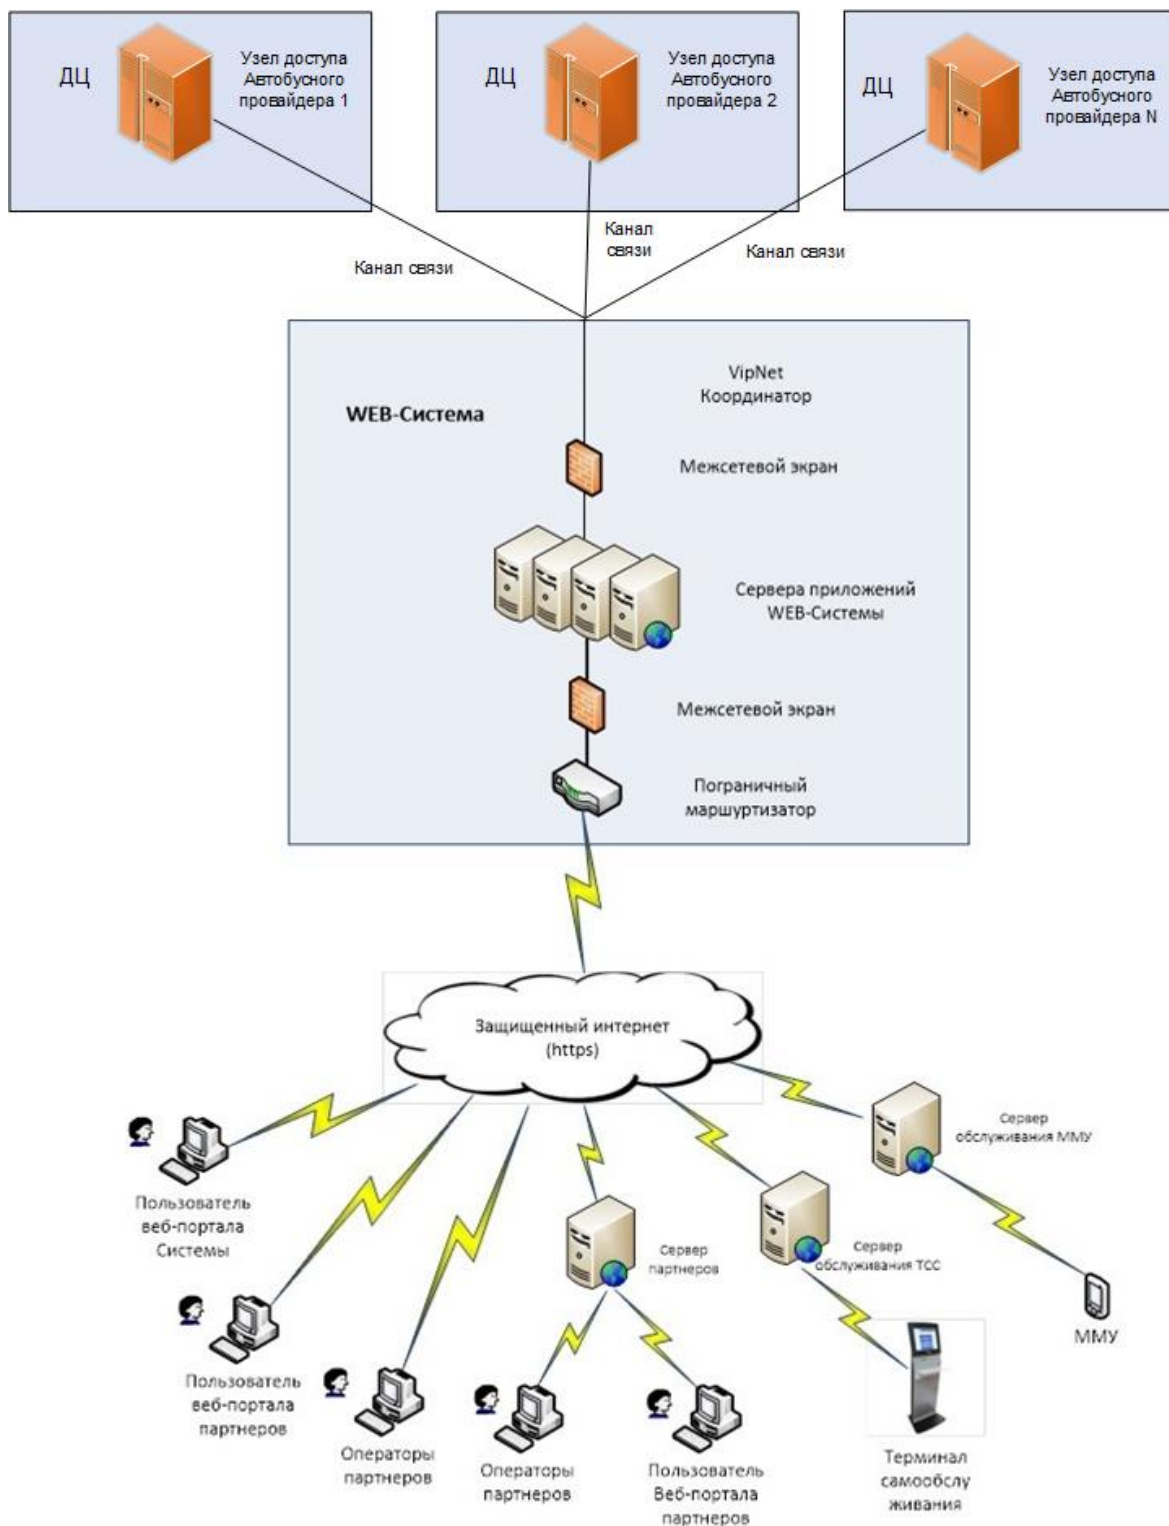 ДЦ
Узел доступа
Автобусного
провайдера 1
ДЦ
Узел доступа
Автобусного
провайдера 2
ДЦ
Узел доступа
Автобусного
провайдера N
Канал связи
Канал
связи
Канал связи
WEB-Система
VipNet
Координатор
Межсетевой экран
Сервера приложений
WEB-Системы
Межсетевой экран
Пограничный
маршуртизатор
Защищенный интернет
(https)
Сервер
обслуживания ММУ
Пользователь
веб-портала
Системы
Сервер
партнеров
Сервер
обслуживания ТСС
ММУ
Пользователь
веб-портала
партнеров
Операторы
партнеров
Операторы
партнеров
Пользователь
Веб-портала
партнеров
Терминал
самообслу
живания